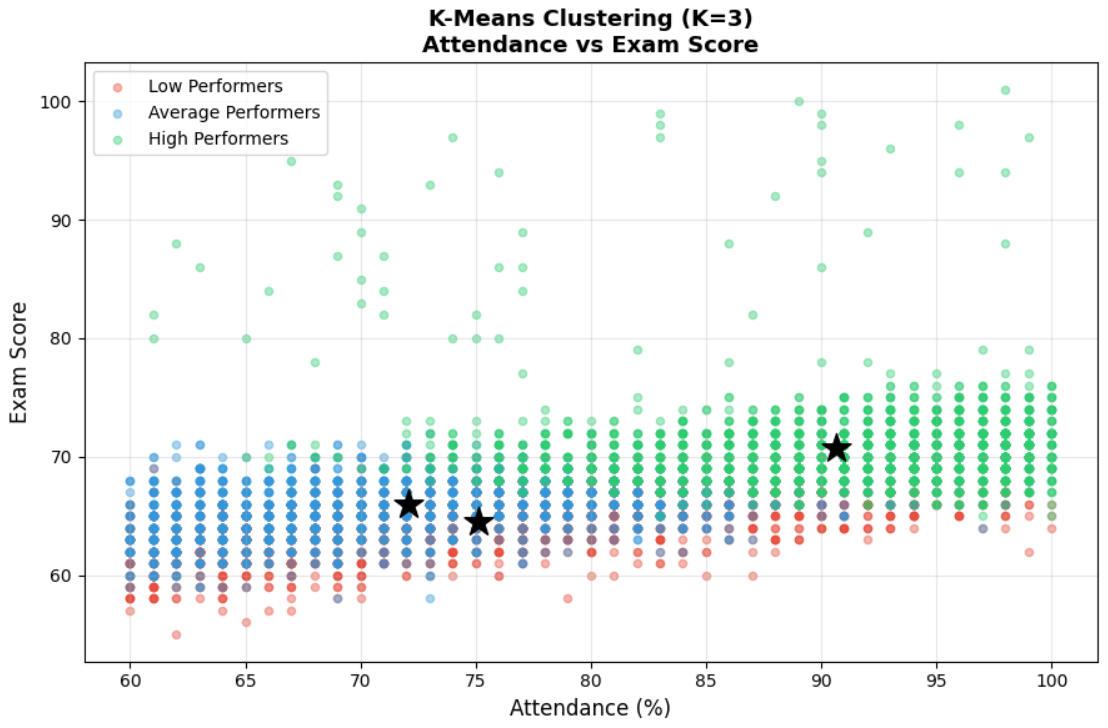 K-Means Clustering (K=3)
Attendance vs Exam Score
Low Performers
Average Performers
High Performers
100
90
80
70
60
Exam Score
60 65 70 75 80 85 90 95 100
Attendance (%)